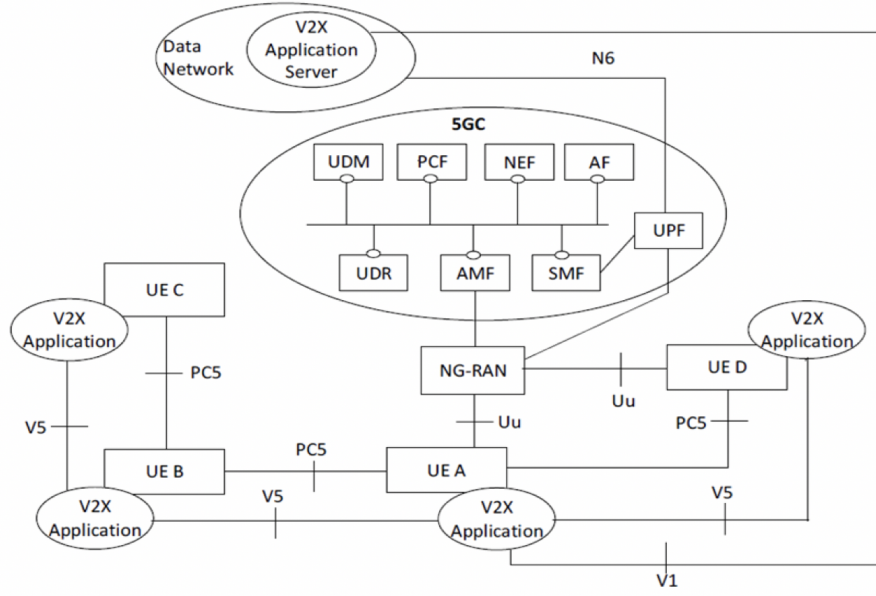 V2X
Application
Server
Data
Network
N6
5GC
UDM
PCF
NEF
AF
UPF
UDR
AMF
SMF
UE C
V2X
Application
V2X
Application
NG-RAN
UE D
Uu
PC5
Uu
PC5
V5
PC5
UE B
UE A
V5
V5
V2X
Application
V2X
Application
V1